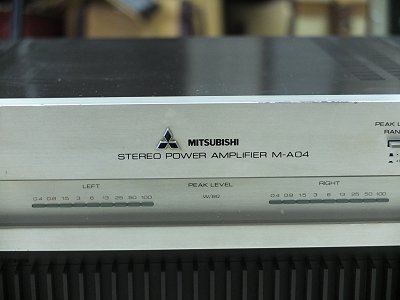 MITSUBISHI
STEREO POWER AMPLIFIER M-A04
PEAK L
RAN
LEFT
PEAK LEVEL
RIGHT
0.4 0.8 1.5 3 6 13 25 50 100
W/8Ω
0.4 0.8 1.5 3 6 13 25 50 100